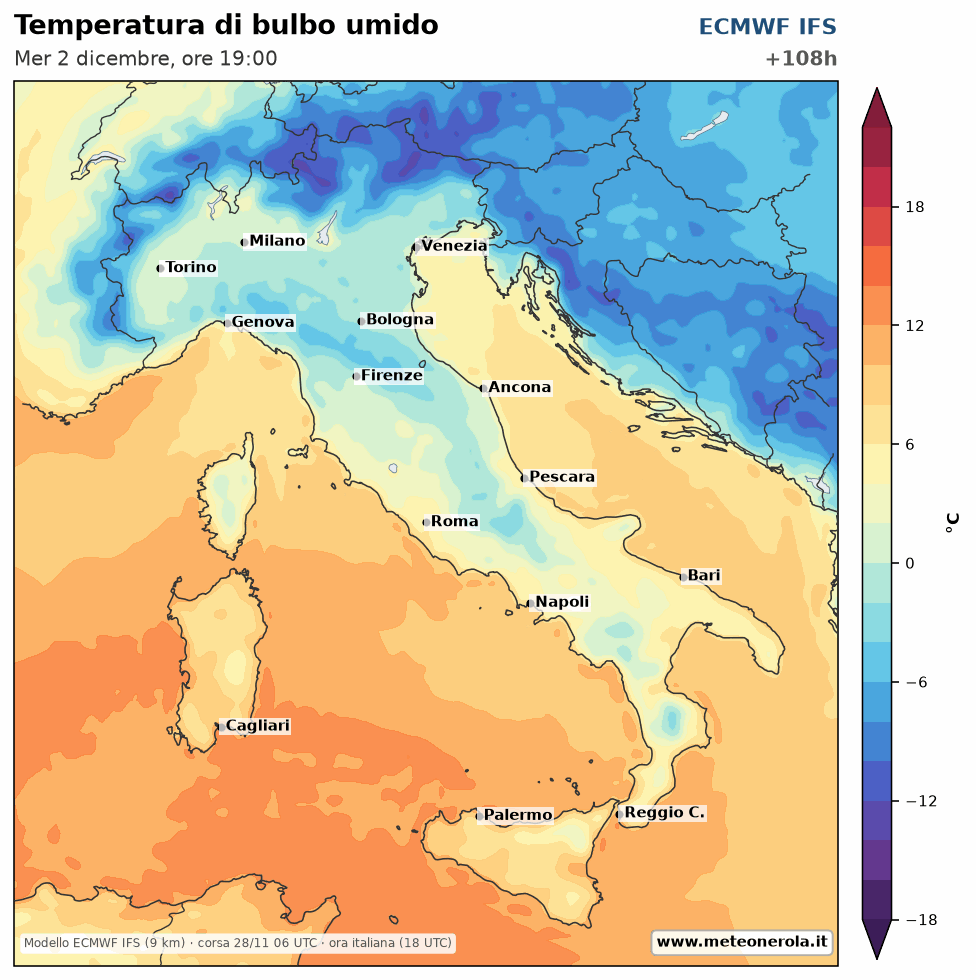 Temperatura di bulbo umido
ECMWF IFS
Mer 2 dicembre, ore 19:00
+108h
Milano
Venezia
Torino
Genova
Bologna
Firenze
Ancona
Pescara
Roma
Bari
Napoli
Cagliari
Palermo
Reggio C.
18
12
6
0
−6
−12
−18
°C
Modello ECMWF IFS (9 km) · corsa 28/11 06 UTC · ora italiana (18 UTC)
www.meteonerola.it